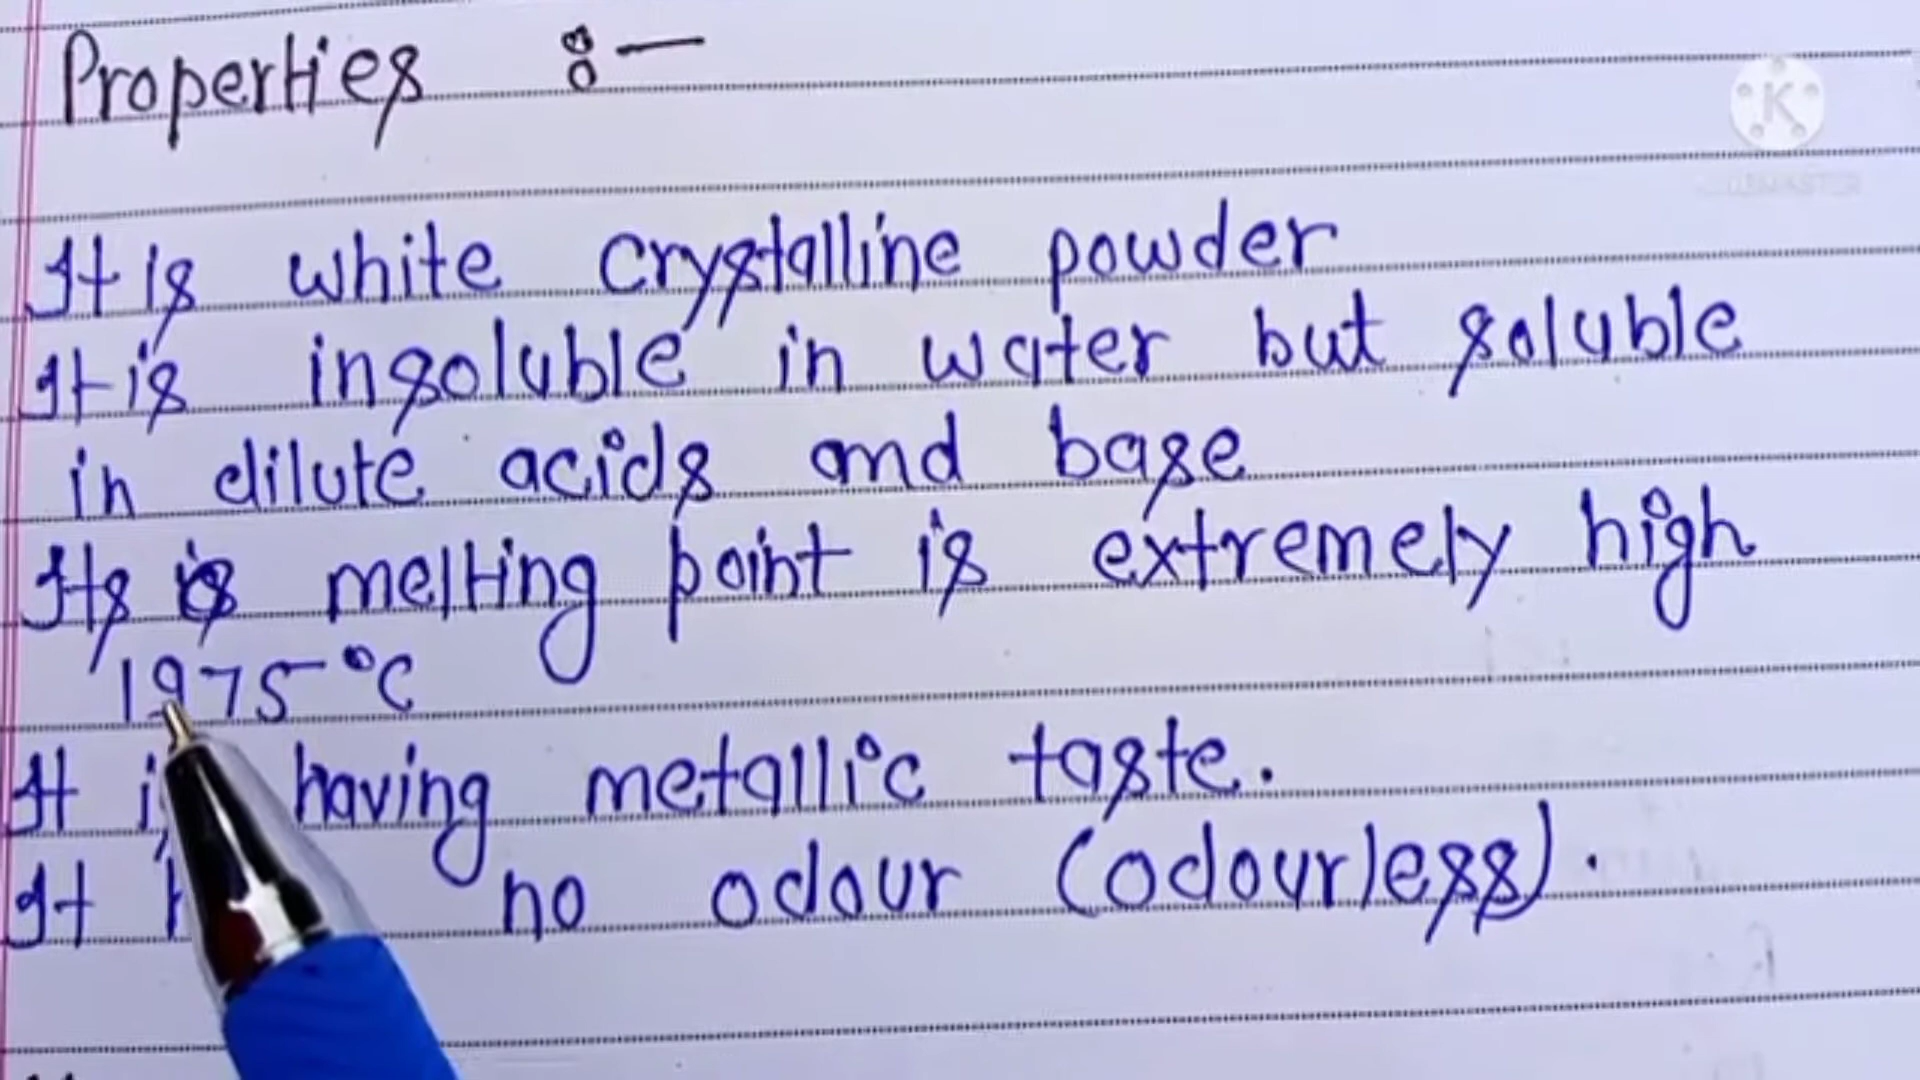 Properties :-
It is white crystalline powder
It is insoluble in water but soluble
in dilute acids and base
Its melting point is extremely high
1975°C
It having metallic taste.
It no odour (odourless).
K